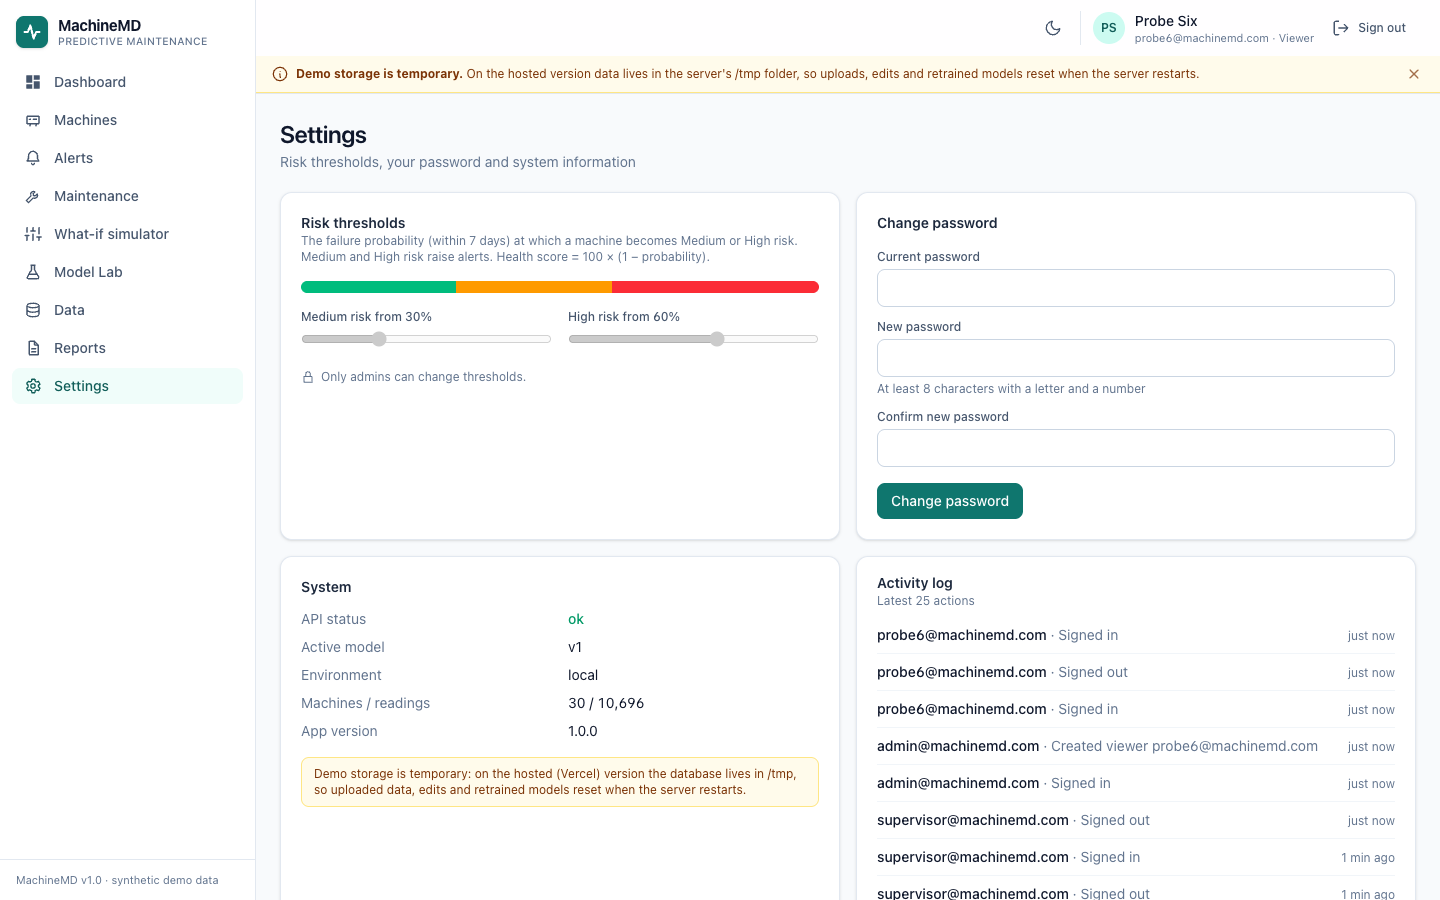 MachineMD
PREDICTIVE MAINTENANCE
Dashboard
Machines
Alerts
Maintenance
What-if simulator
Model Lab
Data
Reports
Settings
MachineMD v1.0 · synthetic demo data
PS
Probe Six
probe6@machinemd.com · Viewer
Sign out
Demo storage is temporary. On the hosted version data lives in the server's /tmp folder, so uploads, edits and retrained models reset when the server restarts.
Settings
Risk thresholds, your password and system information
Risk thresholds
The failure probability (within 7 days) at which a machine becomes Medium or High risk.
Medium and High risk raise alerts. Health score = 100 × (1 − probability).
Medium risk from 30%
High risk from 60%
Only admins can change thresholds.
Change password
Current password
New password
At least 8 characters with a letter and a number
Confirm new password
Change password
System
API status ok
Active model v1
Environment local
Machines / readings 30 / 10,696
App version 1.0.0
Demo storage is temporary: on the hosted (Vercel) version the database lives in /tmp,
so uploaded data, edits and retrained models reset when the server restarts.
Activity log
Latest 25 actions
probe6@machinemd.com · Signed in just now
probe6@machinemd.com · Signed out just now
probe6@machinemd.com · Signed in just now
admin@machinemd.com · Created viewer probe6@machinemd.com just now
admin@machinemd.com · Signed in just now
supervisor@machinemd.com · Signed out just now
supervisor@machinemd.com · Signed in 1 min ago
supervisor@machinemd.com · Signed out 1 min ago